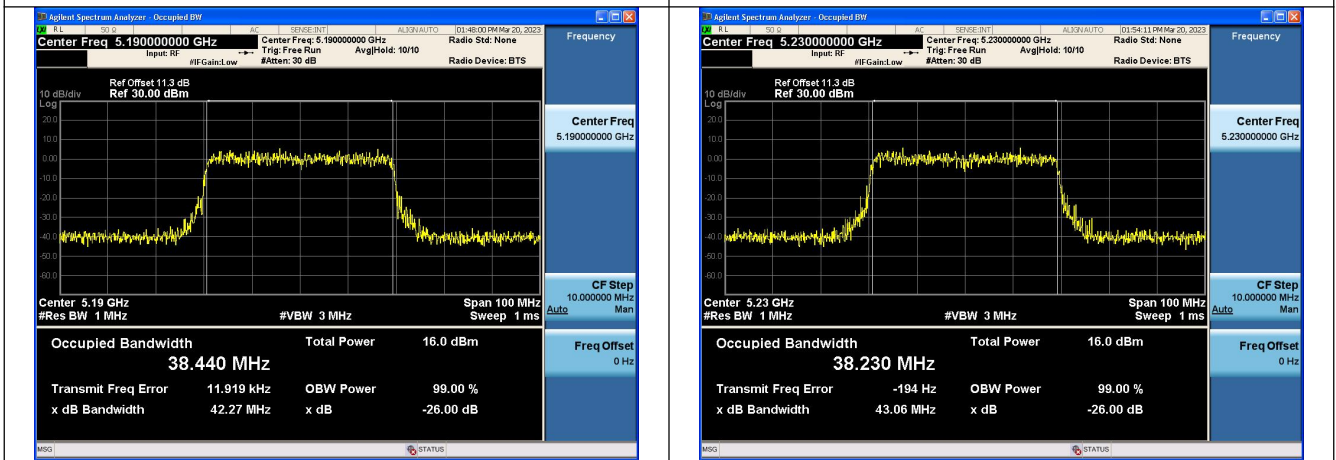 Agilent Spectrum Analyzer - Occupied BW
RL 50 Ω AC SENSE:INT ALIGN AUTO 01:48:00 PM Mar 20, 2023
Center Freq 5.190000000 GHz Center Freq: 5.190000000 GHz Radio Std: None Frequency
Input: RF Trig: Free Run Avg|Hold: 10/10
#IFGain:Low #Atten: 30 dB Radio Device: BTS
Ref Offset 11.3 dB
10 dB/div Ref 30.00 dBm
Log
20.0
10.0
0.00
-10.0
-20.0
-30.0
-40.0
-50.0
-60.0
Center Freq
5.190000000 GHz
Center 5.19 GHz Span 100 MHz
#Res BW 1 MHz #VBW 3 MHz Sweep 1 ms
CF Step
10.000000 MHz
Auto Man
Occupied Bandwidth Total Power 16.0 dBm
38.440 MHz
Freq Offset
0 Hz
Transmit Freq Error 11.919 kHz OBW Power 99.00 %
x dB Bandwidth 42.27 MHz x dB -26.00 dB
MSG STATUS
Agilent Spectrum Analyzer - Occupied BW
RL 50 Ω AC SENSE:INT ALIGN AUTO 01:54:11 PM Mar 20, 2023
Center Freq 5.230000000 GHz Center Freq: 5.230000000 GHz Radio Std: None Frequency
Input: RF Trig: Free Run Avg|Hold: 10/10
#IFGain:Low #Atten: 30 dB Radio Device: BTS
Ref Offset 11.3 dB
10 dB/div Ref 30.00 dBm
Log
20.0
10.0
0.00
-10.0
-20.0
-30.0
-40.0
-50.0
-60.0
Center Freq
5.230000000 GHz
Center 5.23 GHz Span 100 MHz
#Res BW 1 MHz #VBW 3 MHz Sweep 1 ms
CF Step
10.000000 MHz
Auto Man
Occupied Bandwidth Total Power 16.0 dBm
38.230 MHz
Freq Offset
0 Hz
Transmit Freq Error -194 Hz OBW Power 99.00 %
x dB Bandwidth 43.06 MHz x dB -26.00 dB
MSG STATUS